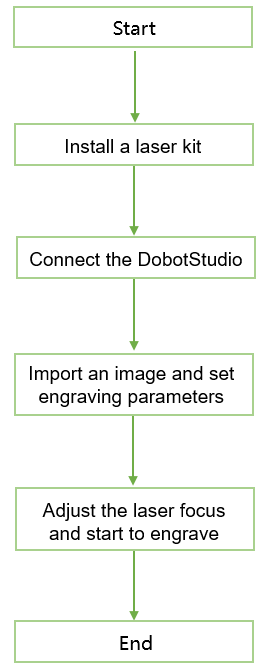 Start
Install a laser kit
Connect the DobotStudio
Import an image and set
engraving parameters
Adjust the laser focus
and start to engrave
End